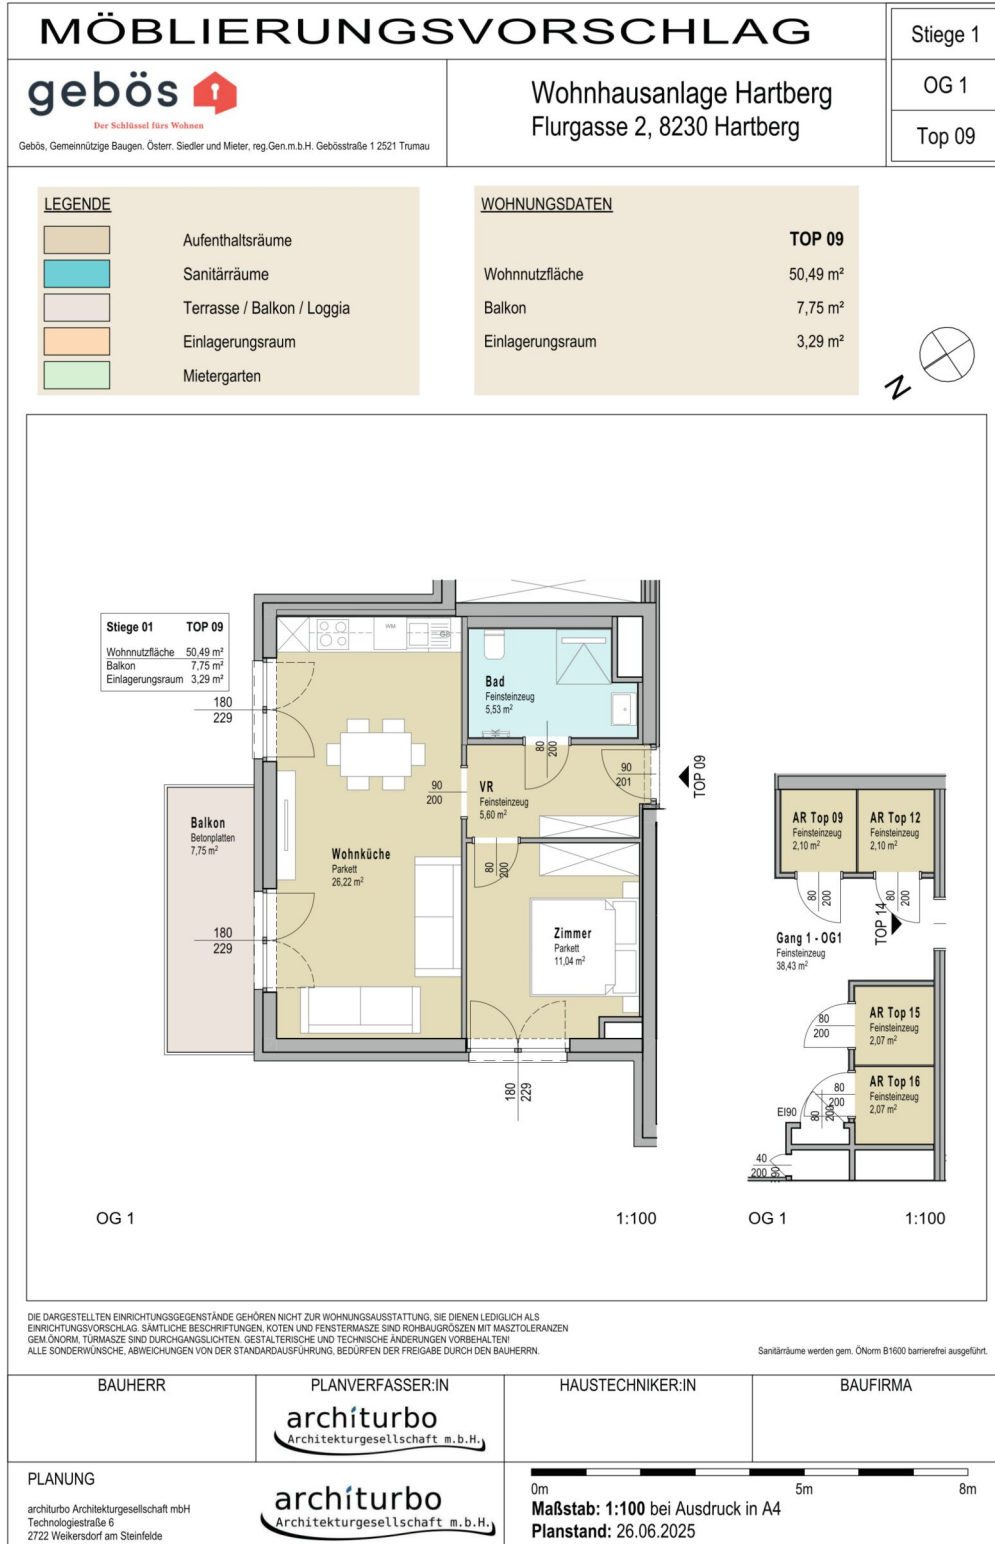 MÖBLIERUNGSVORSCHLAG
Stiege 1
OG 1
Top 09
gebös
Der Schlüssel fürs Wohnen
Gebös, Gemeinnützige Baugen. Österr. Siedler und Mieter, reg.Gen.m.b.H. Gebösstraße 1 2521 Trumau
Wohnhausanlage Hartberg
Flurgasse 2, 8230 Hartberg
LEGENDE
Aufenthaltsräume
Sanitärräume
Terrasse / Balkon / Loggia
Einlagerungsraum
Mietergarten
WOHNUNGSDATEN
TOP 09
Wohnnutzfläche 50,49 m²
Balkon 7,75 m²
Einlagerungsraum 3,29 m²
N
Stiege 01 TOP 09
Wohnnutzfläche 50,49 m²
Balkon 7,75 m²
Einlagerungsraum 3,29 m²
180
229
WM
GS
Bad
Feinsteinzeug
5,53 m²
80
200
90
200
VR
Feinsteinzeug
5,60 m²
90
201
TOP 09
Balkon
Betonplatten
7,75 m²
Wohnküche
Parkett
26,22 m²
80
200
180
229
Zimmer
Parkett
11,04 m²
180
229
AR Top 09
Feinsteinzeug
2,10 m²
AR Top 12
Feinsteinzeug
2,10 m²
80
200
80
200
TOP 14
Gang 1 - OG1
Feinsteinzeug
38,43 m²
80
200
AR Top 15
Feinsteinzeug
2,07 m²
80
200
AR Top 16
Feinsteinzeug
2,07 m²
EI90
80
200
40
200
90
OG 1 1:100
OG 1 1:100
DIE DARGESTELLTEN EINRICHTUNGSGEGENSTÄNDE GEHÖREN NICHT ZUR WOHNUNGSAUSSTATTUNG, SIE DIENEN LEDIGLICH ALS
EINRICHTUNGSVORSCHLAG. SÄMTLICHE BESCHRIFTUNGEN, KOTEN UND FENSTERMASZE SIND ROHBAUGRÖSZEN MIT MASZTOLERANZEN
GEM.ÖNORM, TÜRMASZE SIND DURCHGANGSLICHTEN. GESTALTERISCHE UND TECHNISCHE ÄNDERUNGEN VORBEHALTEN!
ALLE SONDERWÜNSCHE, ABWEICHUNGEN VON DER STANDARDAUSFÜHRUNG, BEDÜRFEN DER FREIGABE DURCH DEN BAUHERRN.
Sanitärräume werden gem. ÖNorm B1600 barrierefrei ausgeführt.
BAUHERR
PLANVERFASSER:IN
architurbo
Architekturgesellschaft m.b.H.
HAUSTECHNIKER:IN
BAUFIRMA
PLANUNG
architurbo Architekturgesellschaft mbH
Technologiestraße 6
2722 Weikersdorf am Steinfelde
architurbo
Architekturgesellschaft m.b.H.
0m 5m 8m
Maßstab: 1:100 bei Ausdruck in A4
Planstand: 26.06.2025